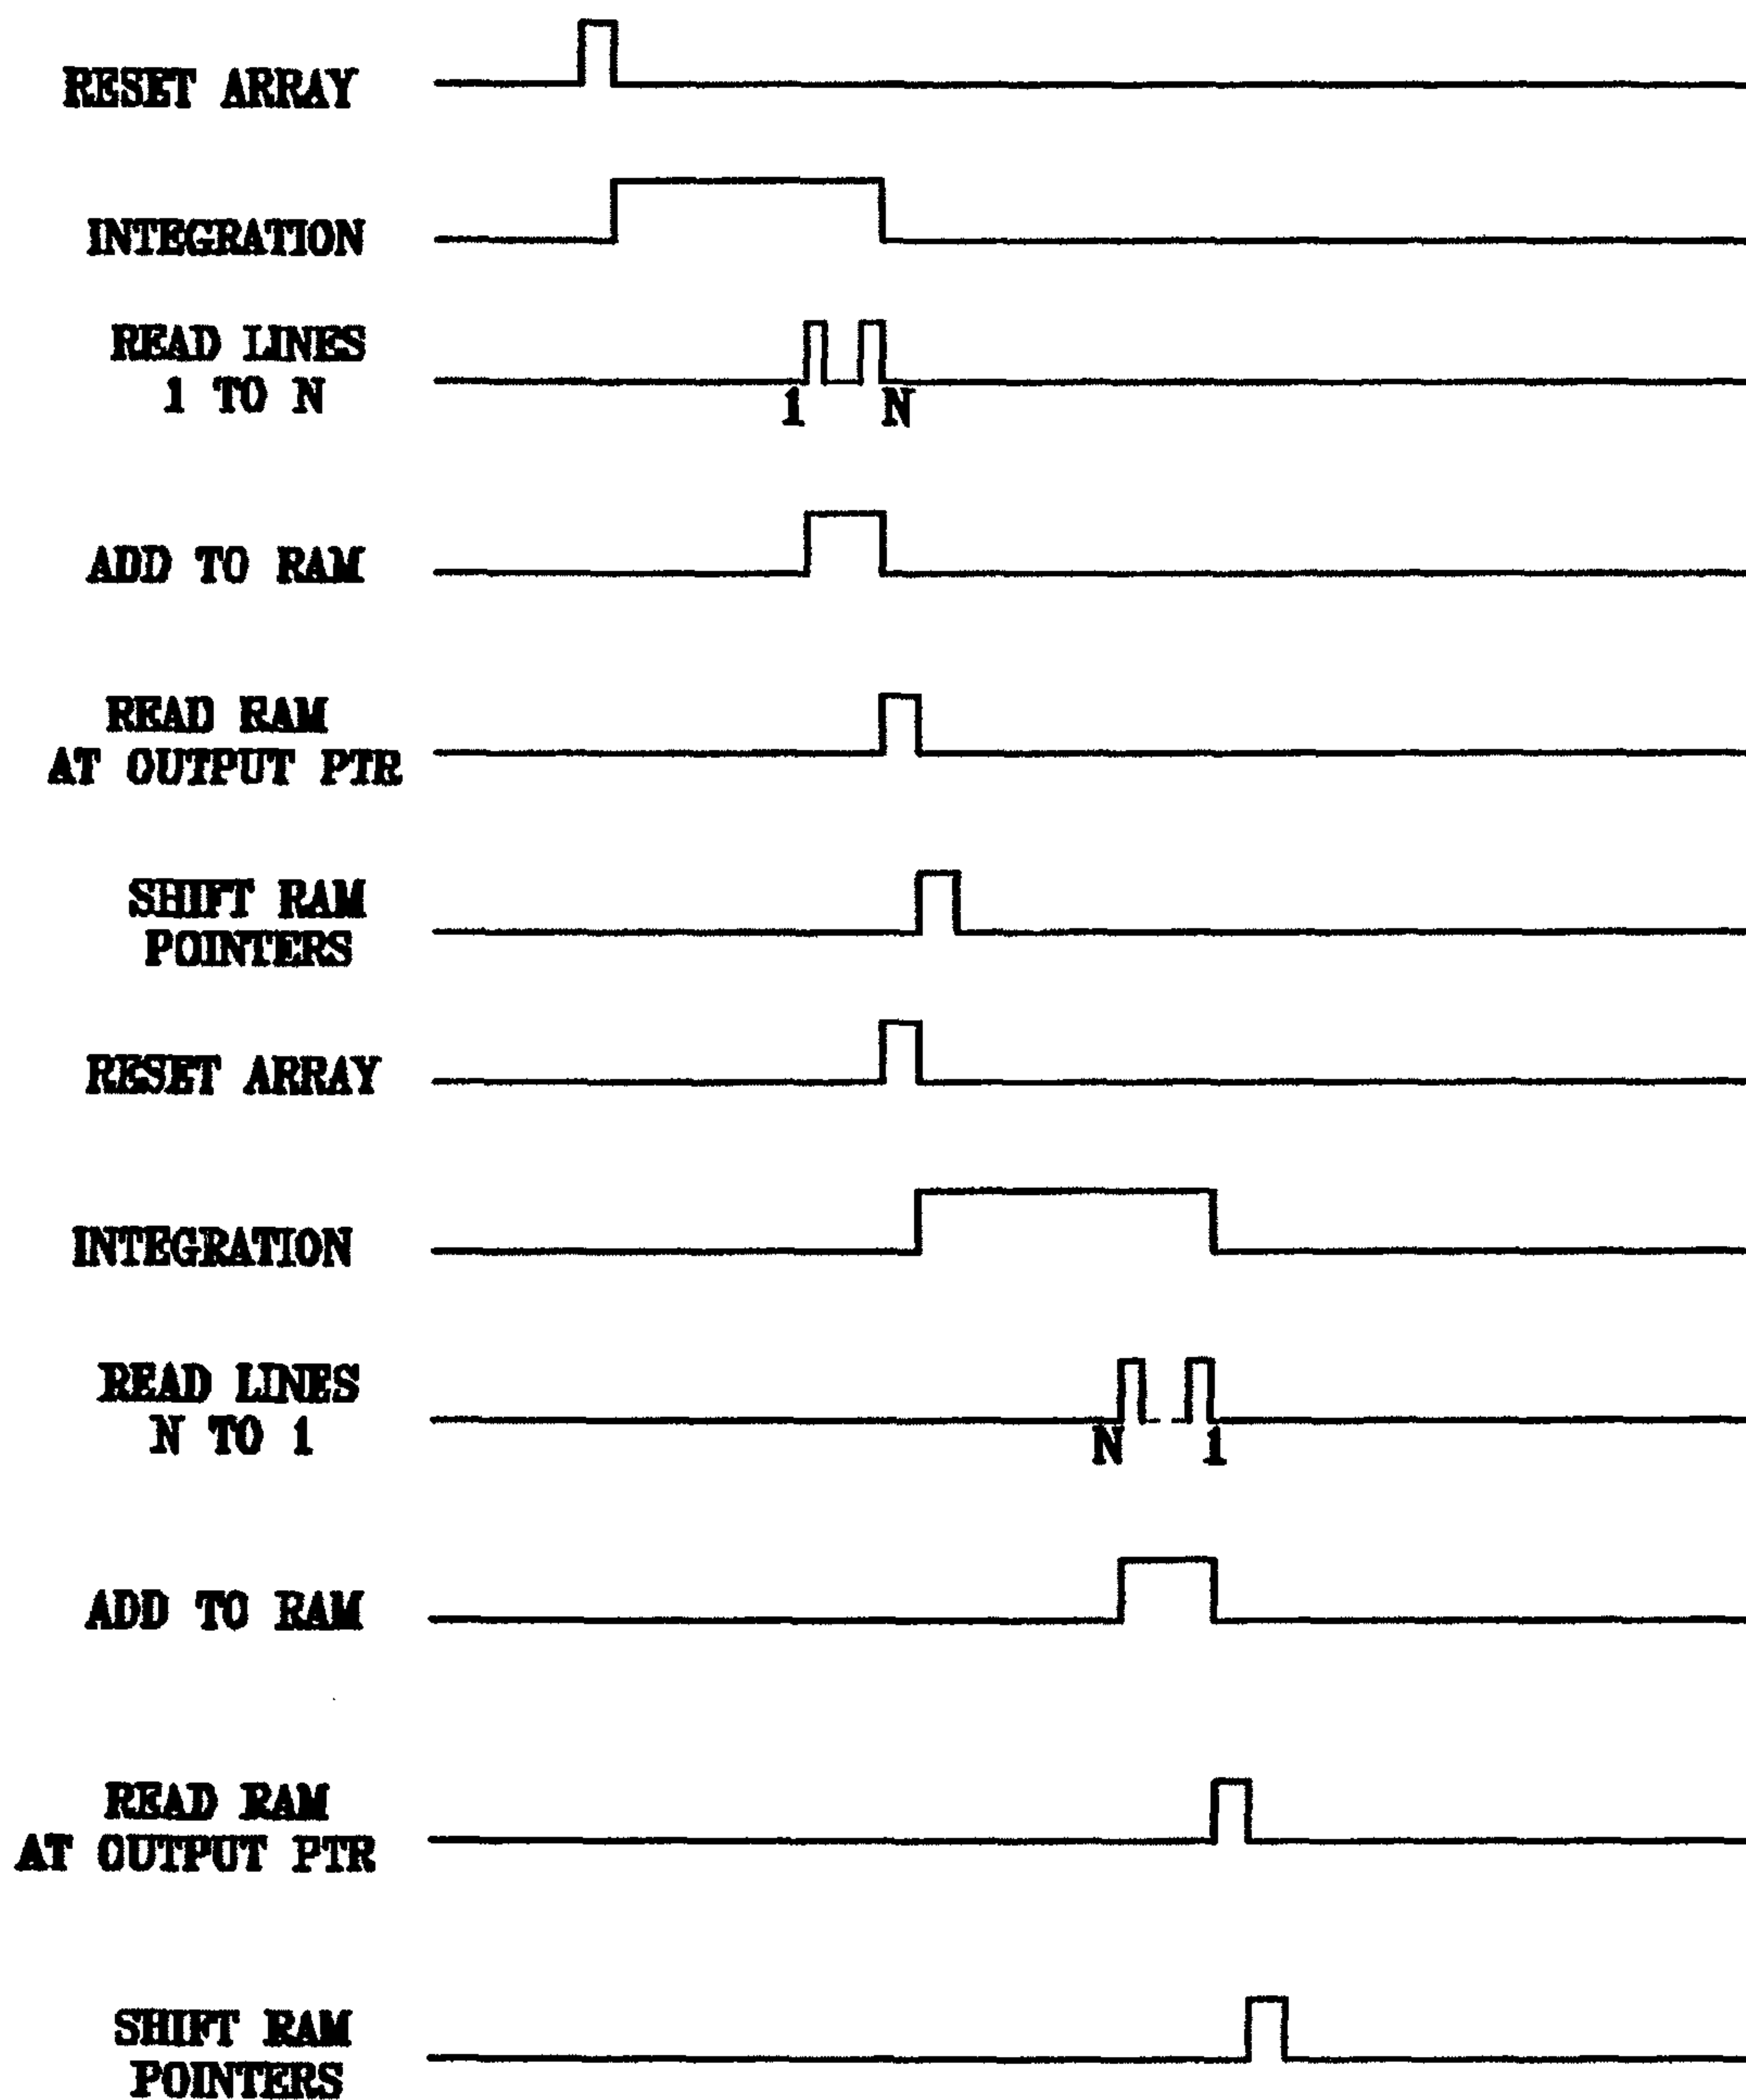 RESET ARRAY
INTEGRATION
READ LINES
1 TO N
1 N
ADD TO RAM
READ RAM
AT OUTPUT PTR
SHIFT RAM
POINTERS
RESET ARRAY
INTEGRATION
READ LINES
N TO 1
N 1
ADD TO RAM
READ RAM
AT OUTPUT PTR
SHIFT RAM
POINTERS